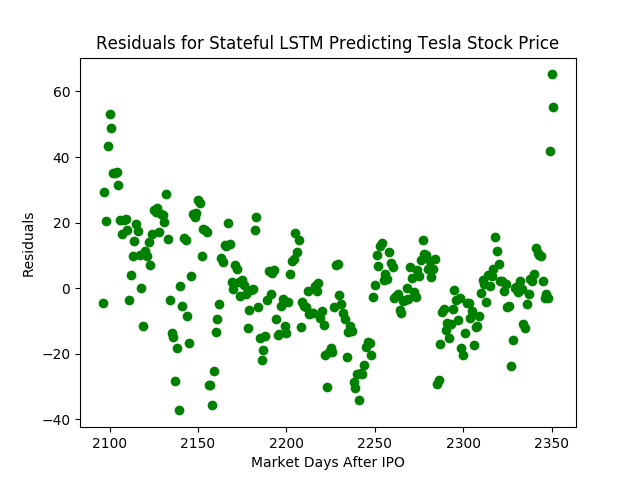 Residuals for Stateful LSTM Predicting Tesla Stock Price
60
40
20
0
−20
−40
Residuals
2100 2150 2200 2250 2300 2350
Market Days After IPO